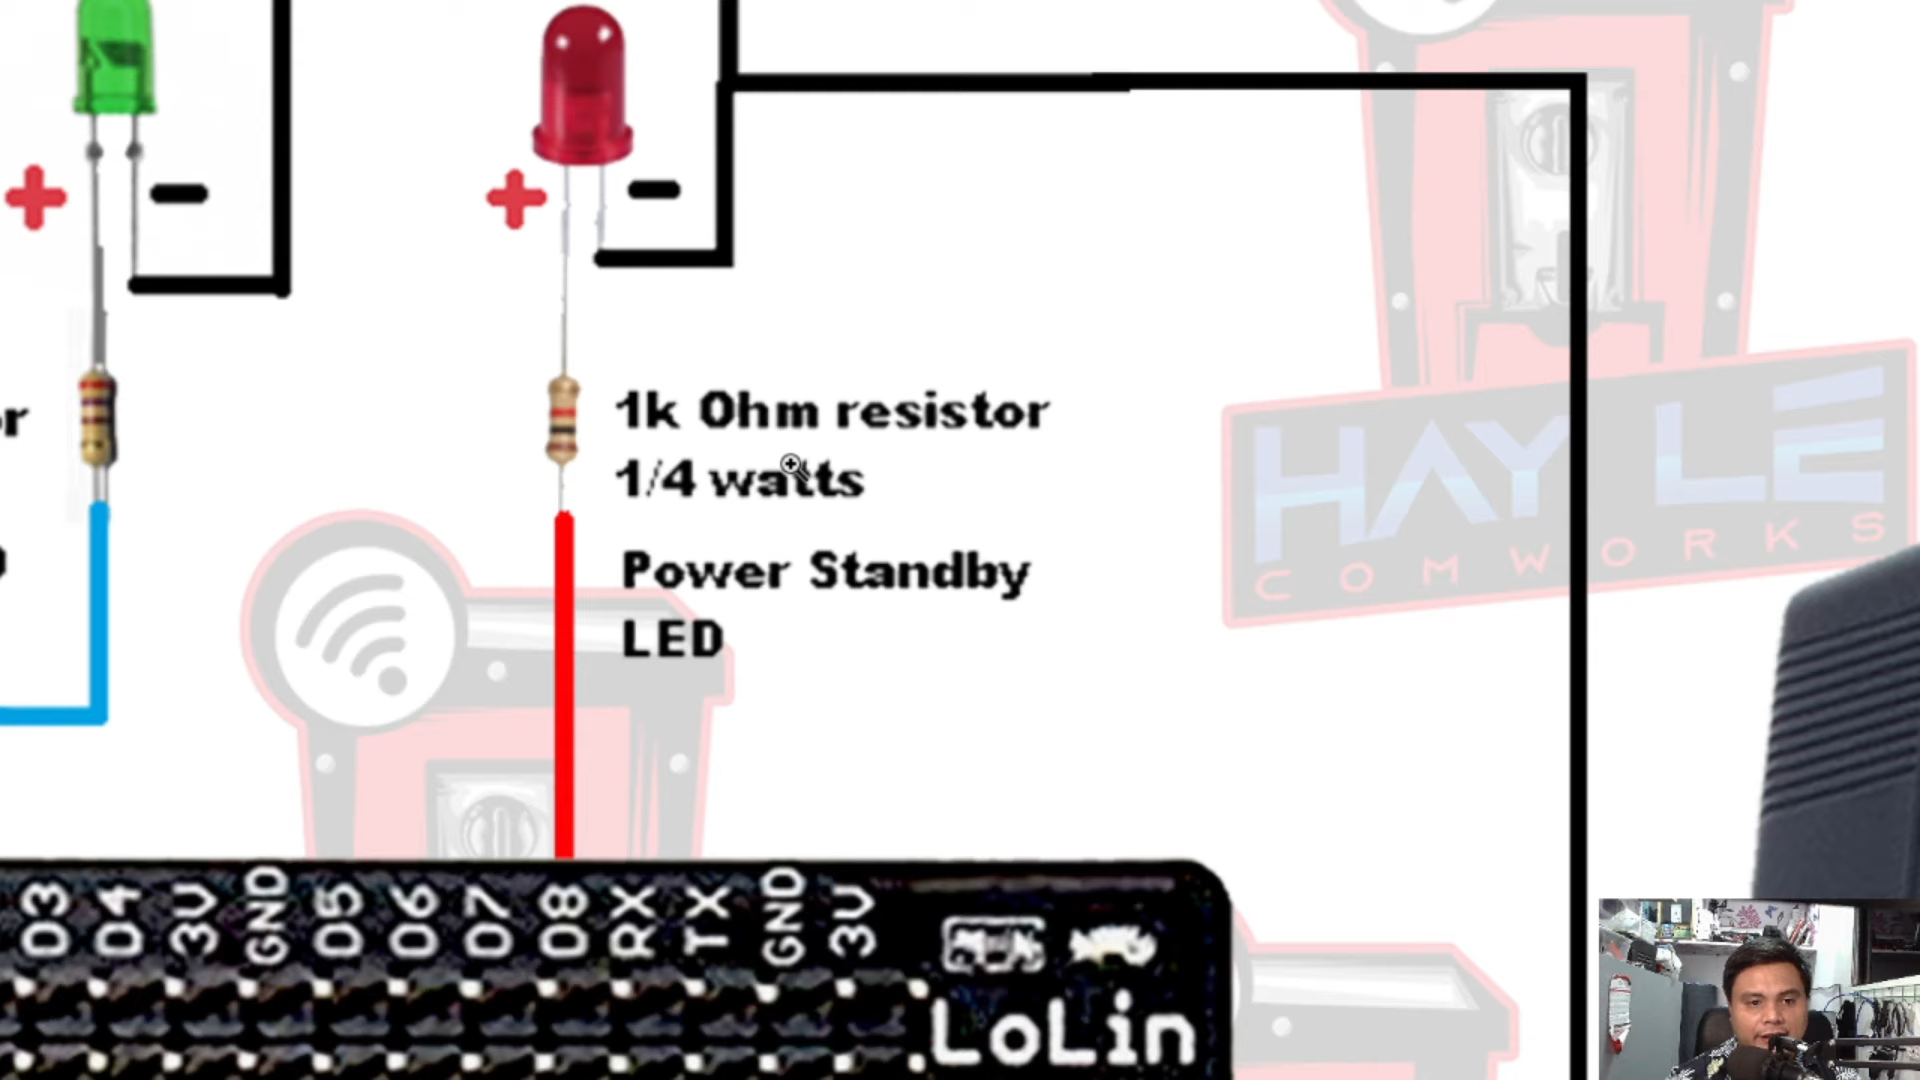 1k Ohm resistor
1/4 watts
Power Standby
LED
HAY LE
COMWORKS
D3 D4 3V GND D5 D6 D7 D8 RX TX GND 3V
LoLin